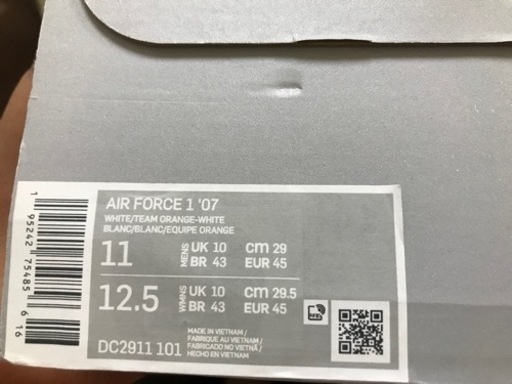 AIR FORCE 1 '07
WHITE/TEAM ORANGE-WHITE
BLANC/BLANC/EQUIPE ORANGE
11 MENS UK 10 cm 29
BR 43 EUR 45
12.5 WMNS UK 10 cm 29.5
BR 43 EUR 45
DC2911 101
MADE IN VIETNAM /
FABRIQUE AU VIETNAM /
FABRICADO NO VIETNÃ /
HECHO EN VIETNAM
1 95242 75485 6 16